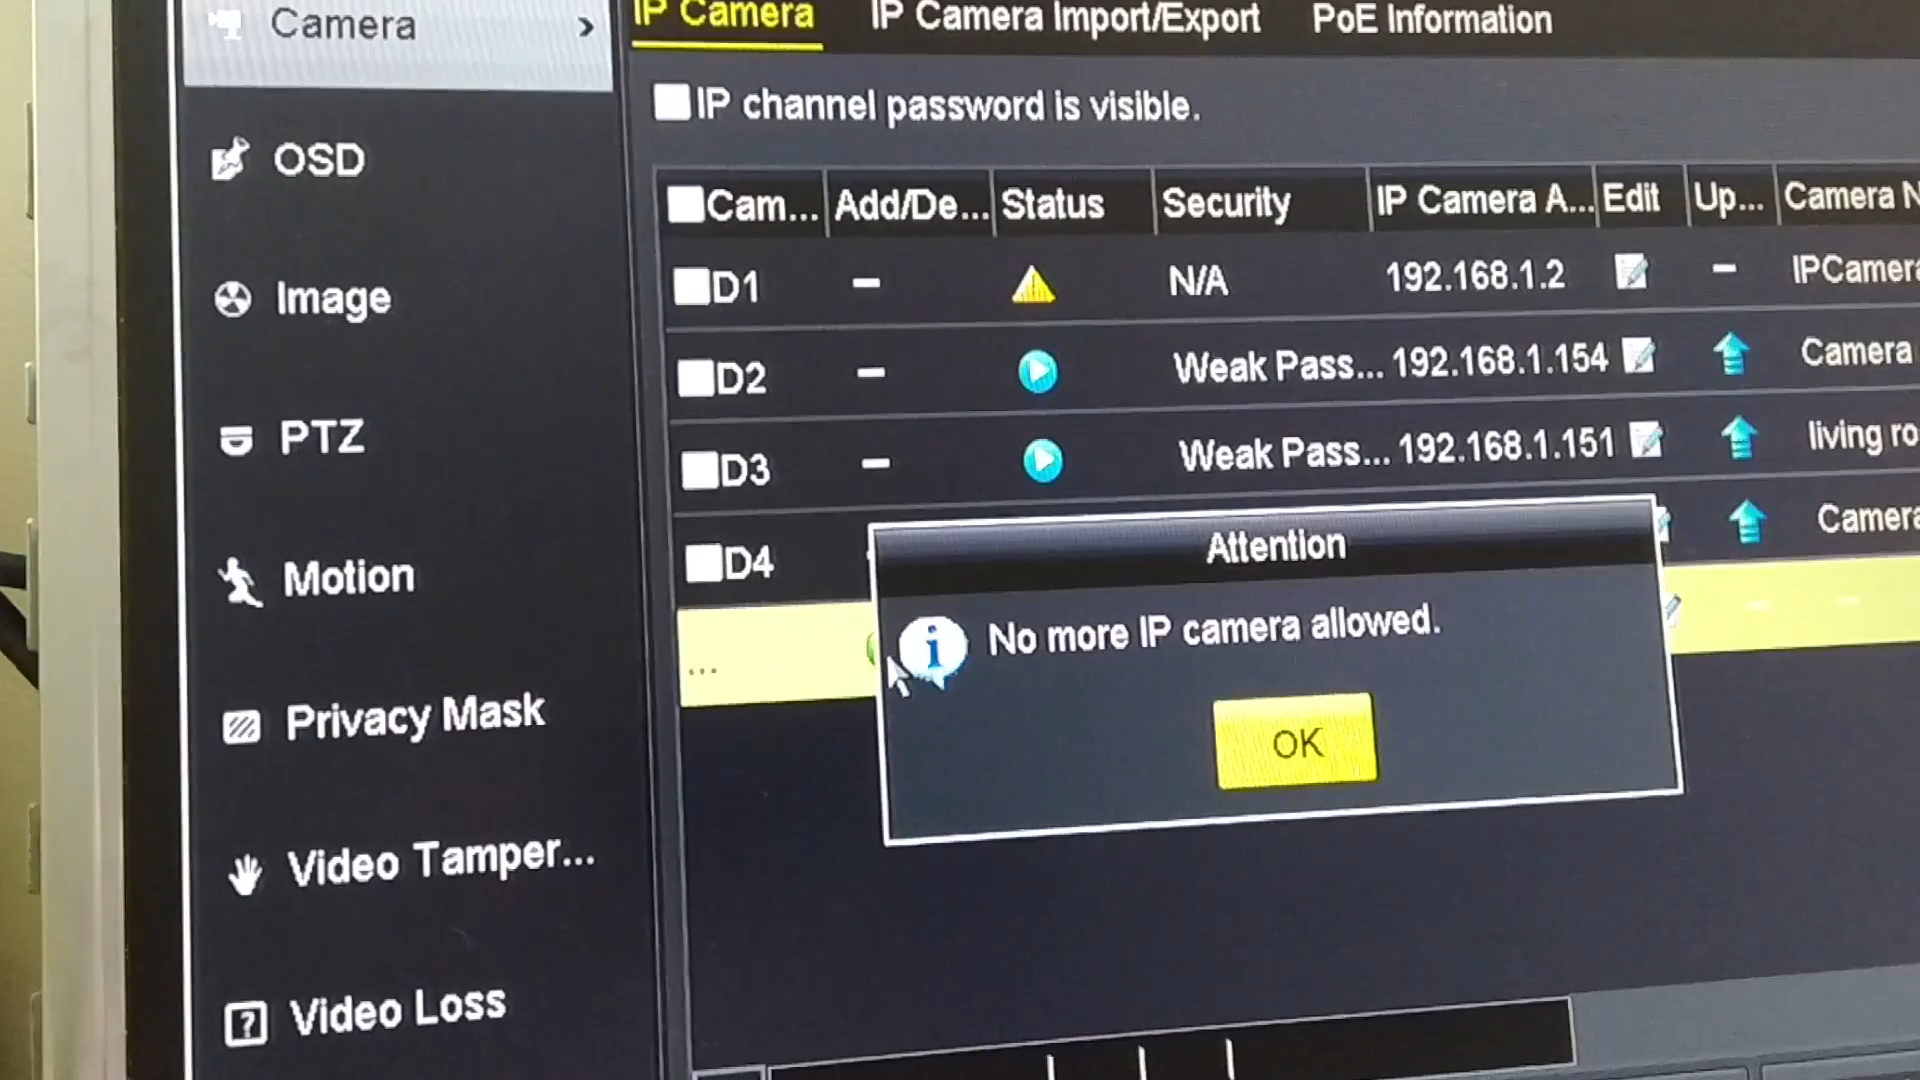 Camera
IP Camera
IP Camera Import/Export
PoE Information
IP channel password is visible.
OSD
Image
PTZ
Motion
Privacy Mask
Video Tamper...
Video Loss
Cam... Add/De... Status Security IP Camera A... Edit Up... Camera N
D1 N/A 192.168.1.2 IPCamera
D2 Weak Pass... 192.168.1.154 Camera
D3 Weak Pass... 192.168.1.151 living ro
D4 Camera
...
Attention
No more IP camera allowed.
OK